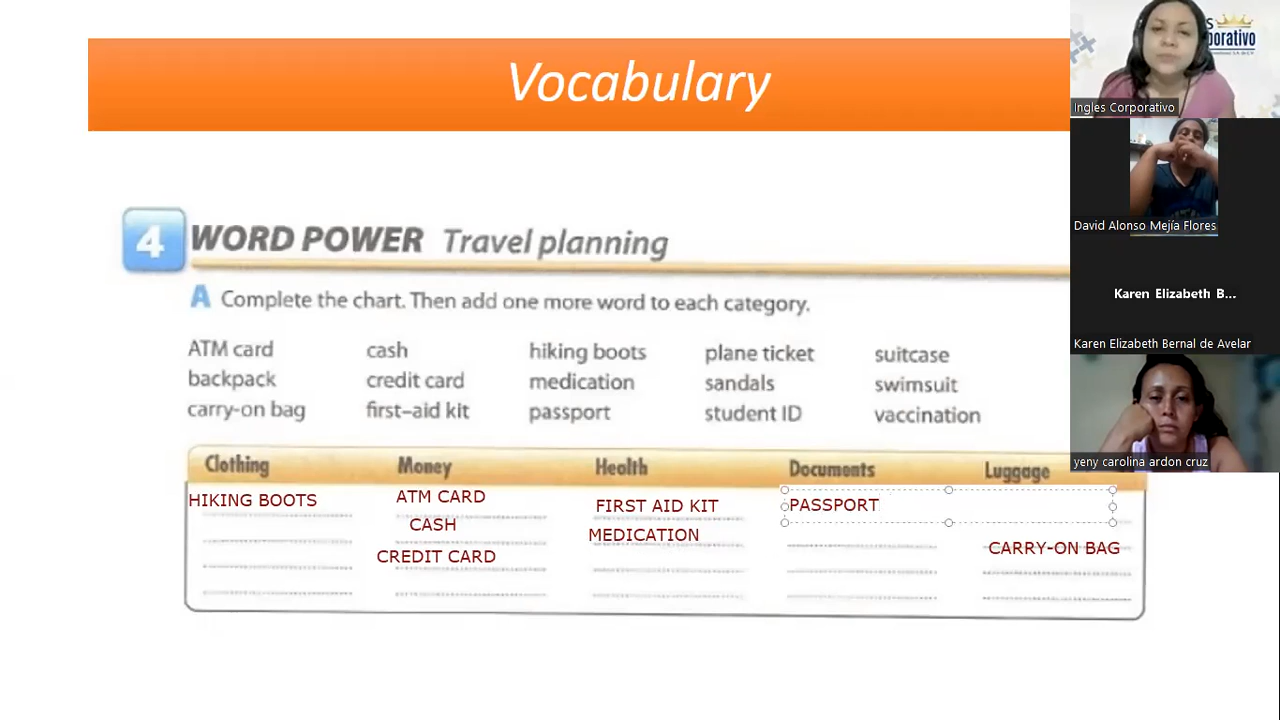 Vocabulary
4 WORD POWER Travel planning
A Complete the chart. Then add one more word to each category.
ATM card cash hiking boots plane ticket suitcase
backpack credit card medication sandals swimsuit
carry-on bag first-aid kit passport student ID vaccination
Clothing Money Health Documents Luggage
HIKING BOOTS ATM CARD FIRST AID KIT PASSPORT
CASH MEDICATION CARRY-ON BAG
CREDIT CARD
Ingles Corporativo
David Alonso Mejía Flores
Karen Elizabeth B...
Karen Elizabeth Bernal de Avelar
yeny carolina ardon cruz